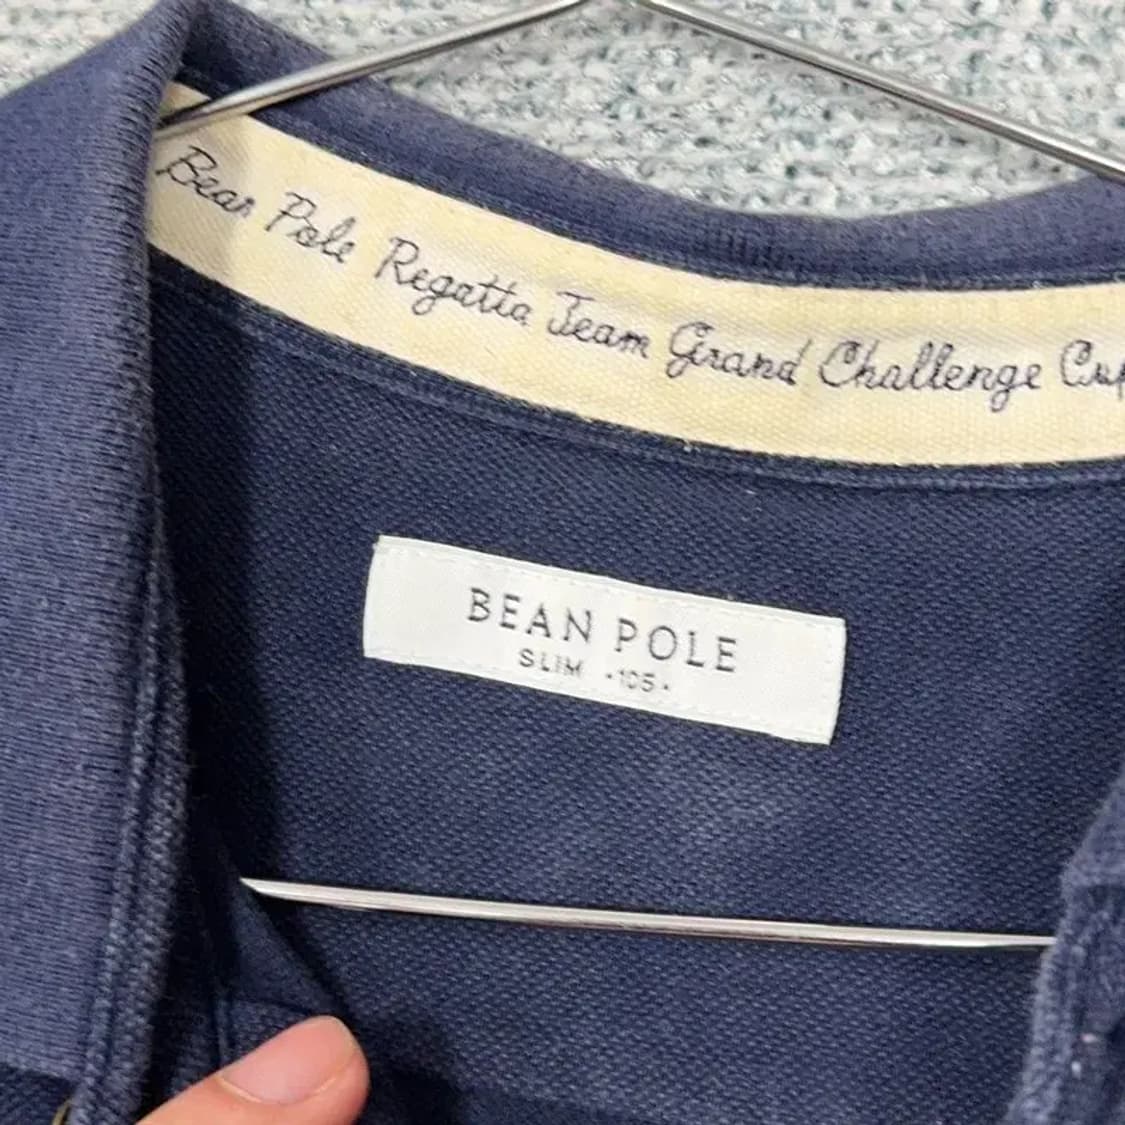 Bean Pole Regatta Team Grand Challenge Cup
BEAN POLE
SLIM •105•